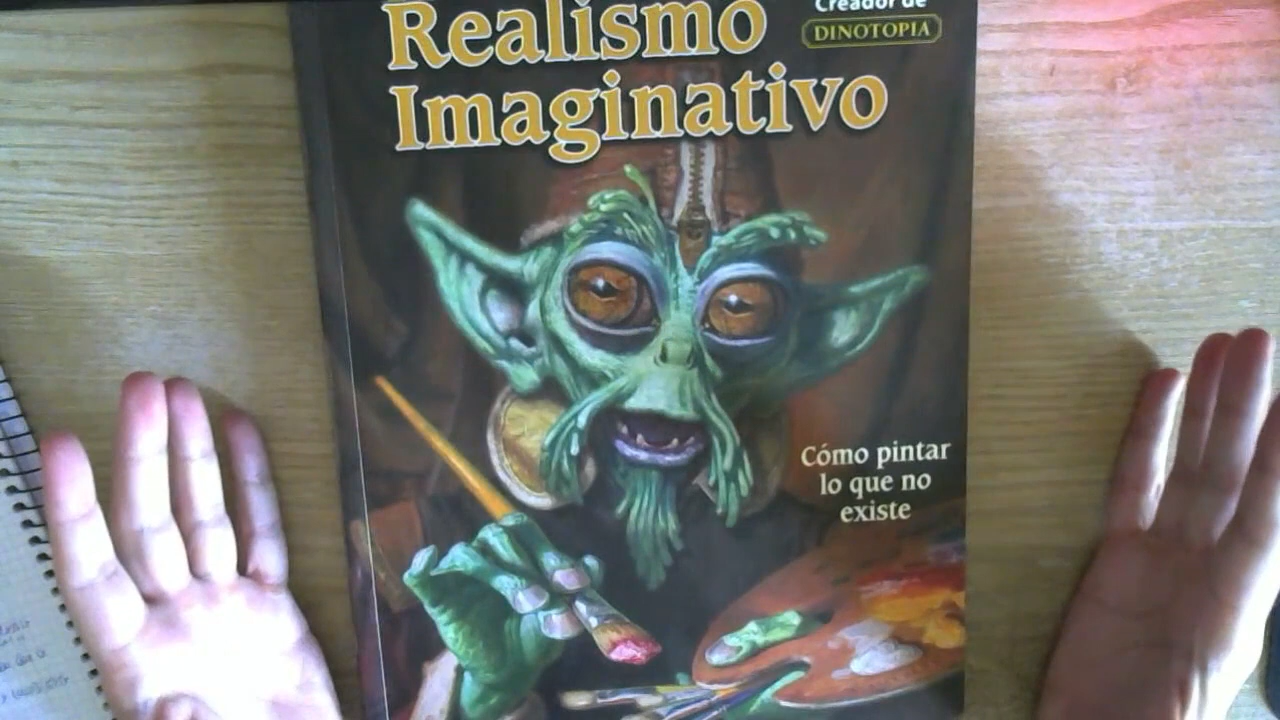 Realismo
Imaginativo
Creador de
DINOTOPIA
Cómo pintar
lo que no
existe